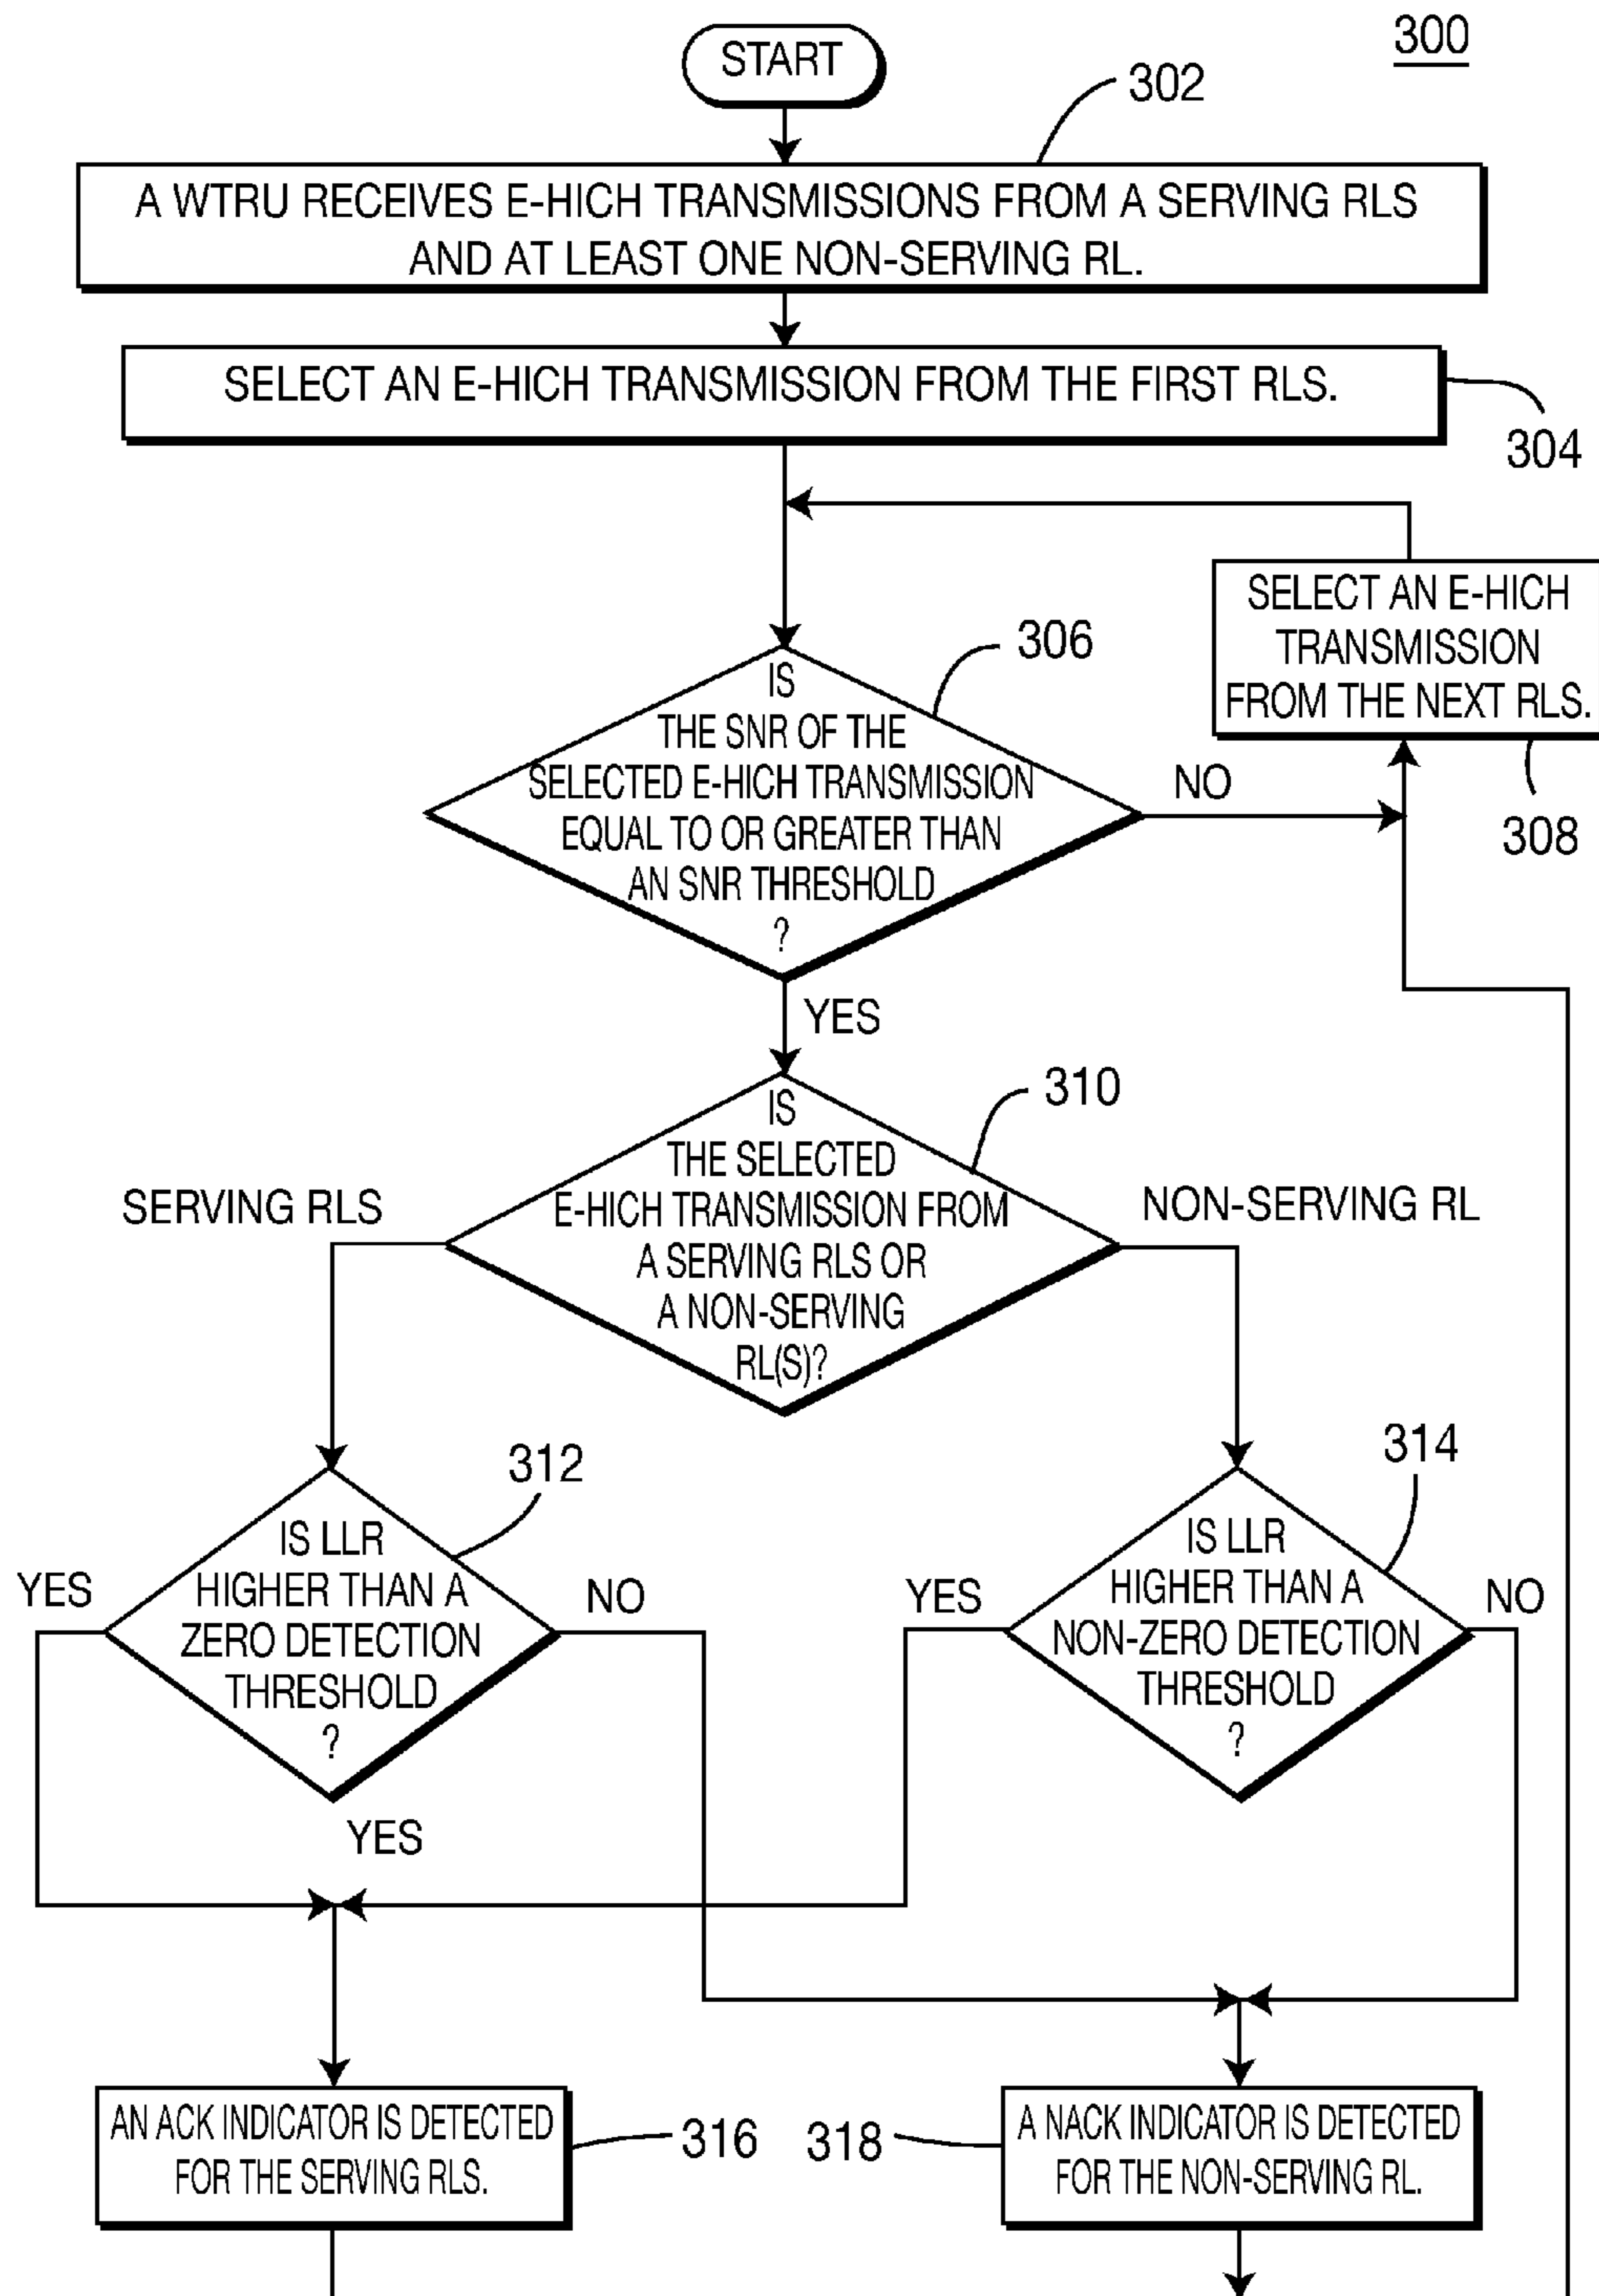 300
START
302
A WTRU RECEIVES E-HICH TRANSMISSIONS FROM A SERVING RLS
AND AT LEAST ONE NON-SERVING RL.
SELECT AN E-HICH TRANSMISSION FROM THE FIRST RLS.
304
SELECT AN E-HICH
TRANSMISSION
FROM THE NEXT RLS.
308
306
IS
THE SNR OF THE
SELECTED E-HICH TRANSMISSION
EQUAL TO OR GREATER THAN
AN SNR THRESHOLD
?
NO
YES
310
IS
THE SELECTED
E-HICH TRANSMISSION FROM
A SERVING RLS OR
A NON-SERVING
RL(S)?
SERVING RLS
NON-SERVING RL
312
IS LLR
HIGHER THAN A
ZERO DETECTION
THRESHOLD
?
YES
NO
YES
314
IS LLR
HIGHER THAN A
NON-ZERO DETECTION
THRESHOLD
?
YES
NO
AN ACK INDICATOR IS DETECTED
FOR THE SERVING RLS.
316
318
A NACK INDICATOR IS DETECTED
FOR THE NON-SERVING RL.